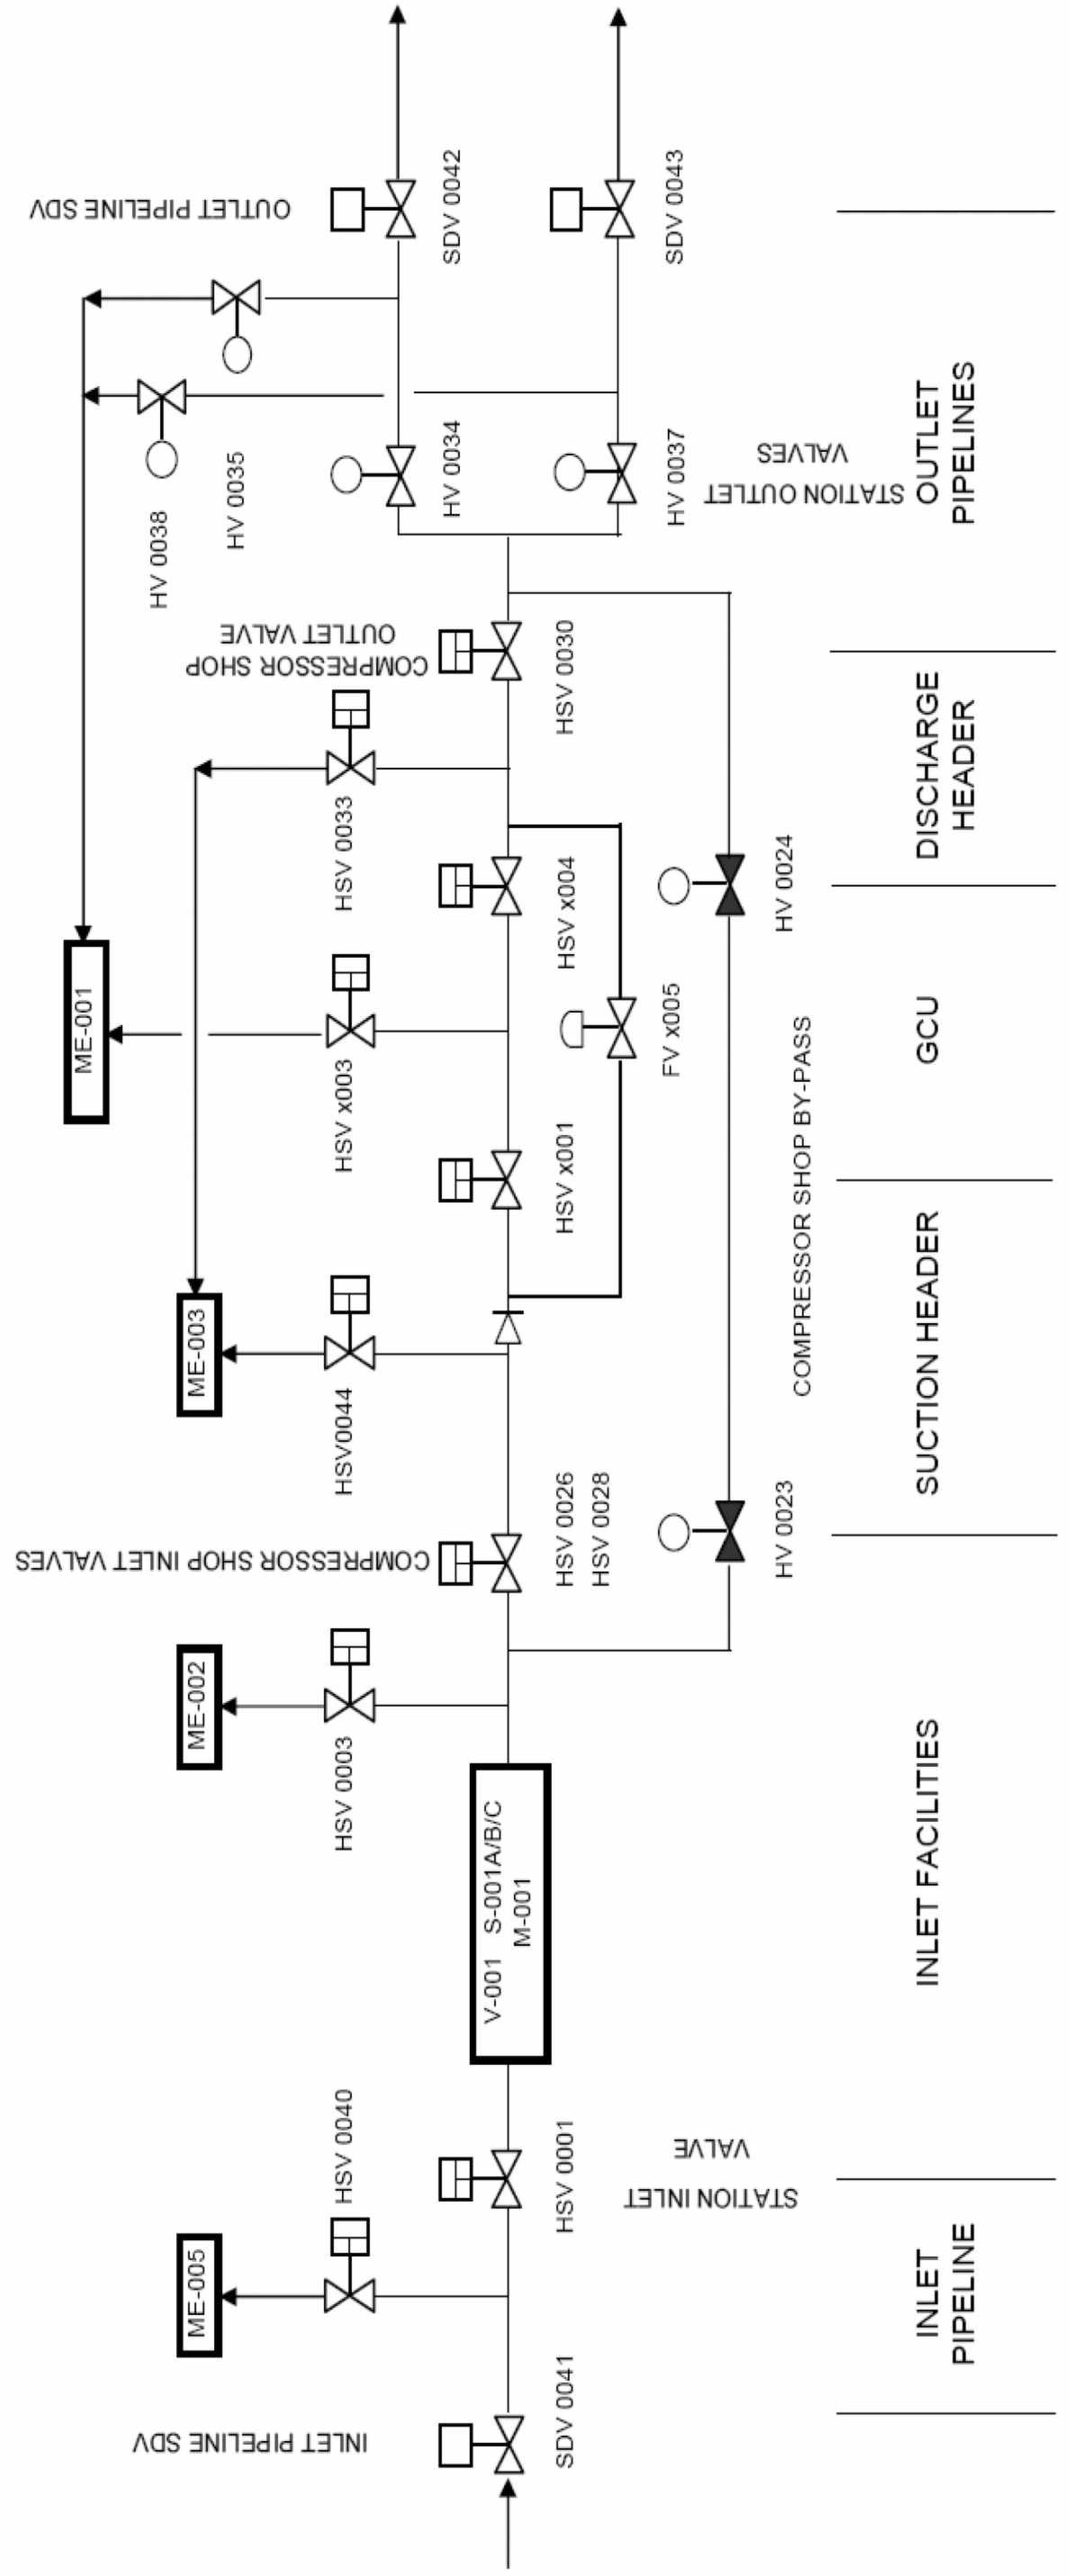 OUTLET PIPELINE SDV
SDV 0042
SDV 0043
HV 0035
HV 0038
HV 0034
HV 0037
STATION OUTLET
VALVES
OUTLET
PIPELINES
COMPRESSOR SHOP
OUTLET VALVE
HSV 0030
HSV 0033
DISCHARGE
HEADER
ME-001
HSV x004
HSV x003
FV x005
HV 0024
GCU
HSV x001
COMPRESSOR SHOP BY-PASS
ME-003
HSV0044
SUCTION HEADER
COMPRESSOR SHOP INLET VALVES
HSV 0026
HSV 0028
HV 0023
ME-002
HSV 0003
V-001 S-001A/B/C
M-001
INLET FACILITIES
HSV 0040
HSV 0001
STATION INLET
VALVE
ME-005
INLET
PIPELINE
INLET PIPELINE SDV
SDV 0041